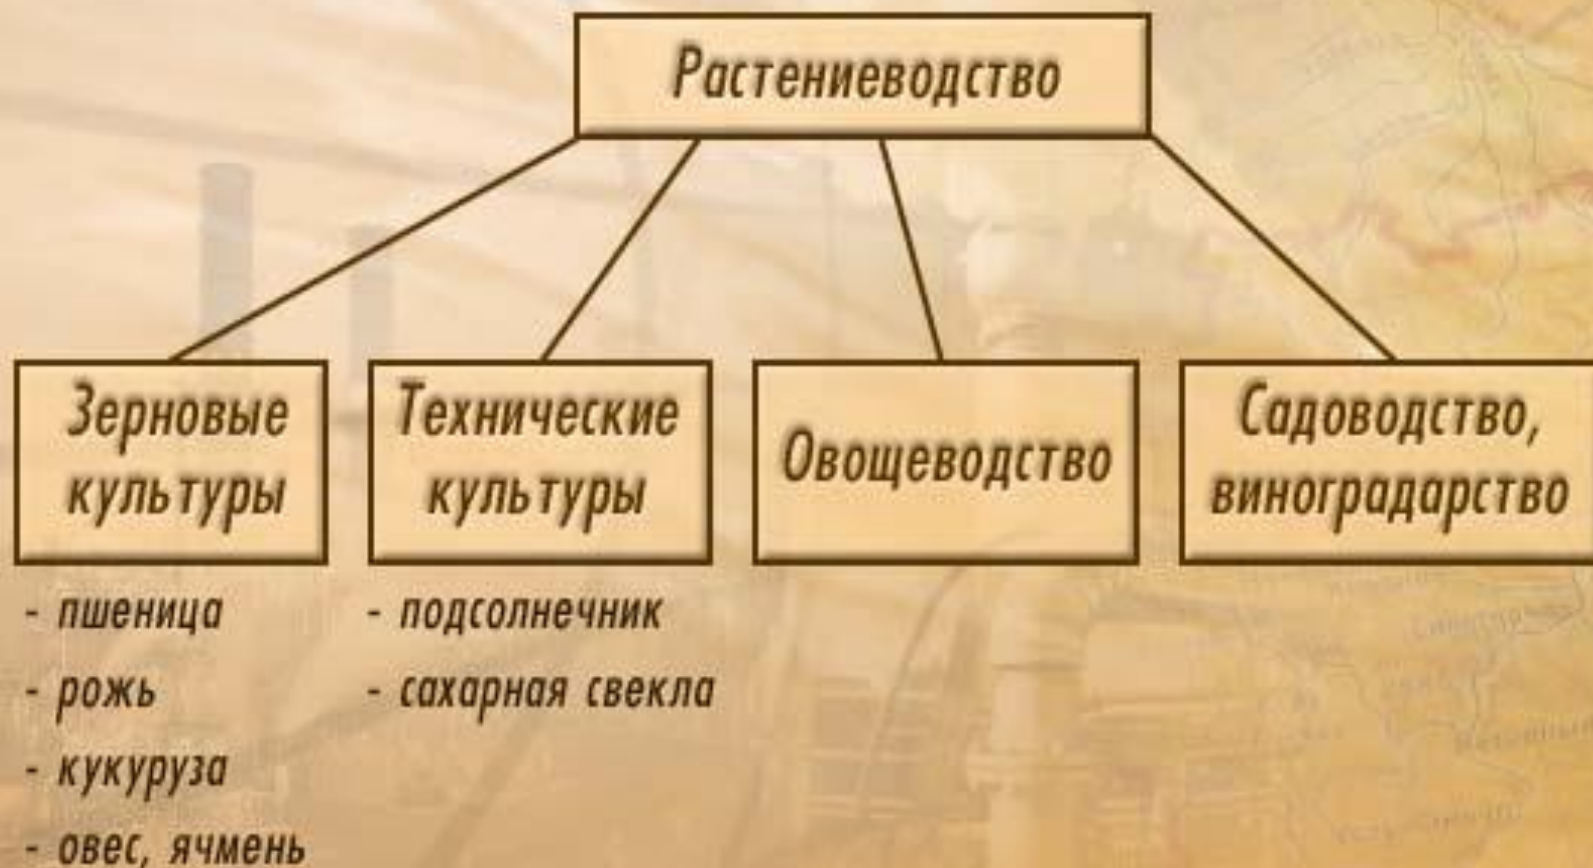 Растениеводство
Зерновые
культуры
- пшеница
- рожь
- кукуруза
- овес, ячмень
Технические
культуры
- подсолнечник
- сахарная свекла
Овощеводство
Садоводство,
виноградарство